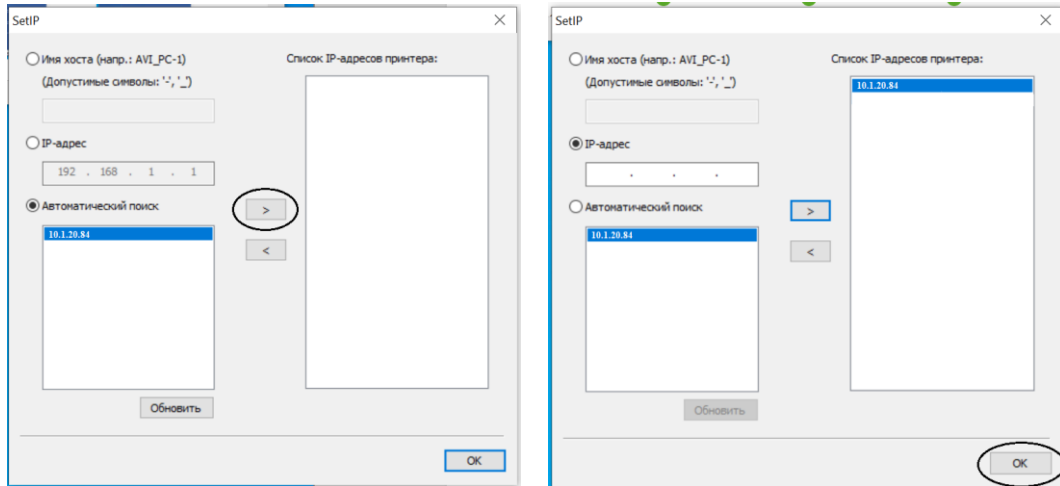 SetIP
Имя хоста (напр.: AVI_PC-1)
(Допустимые символы: '-', '_')
IP-адрес
192 . 168 . 1 . 1
Автоматический поиск
10.1.20.84
Обновить
Список IP-адресов принтера:
>
<
OK
SetIP
Имя хоста (напр.: AVI_PC-1)
(Допустимые символы: '-', '_')
IP-адрес
. . .
Автоматический поиск
10.1.20.84
Обновить
Список IP-адресов принтера:
10.1.20.84
>
<
OK